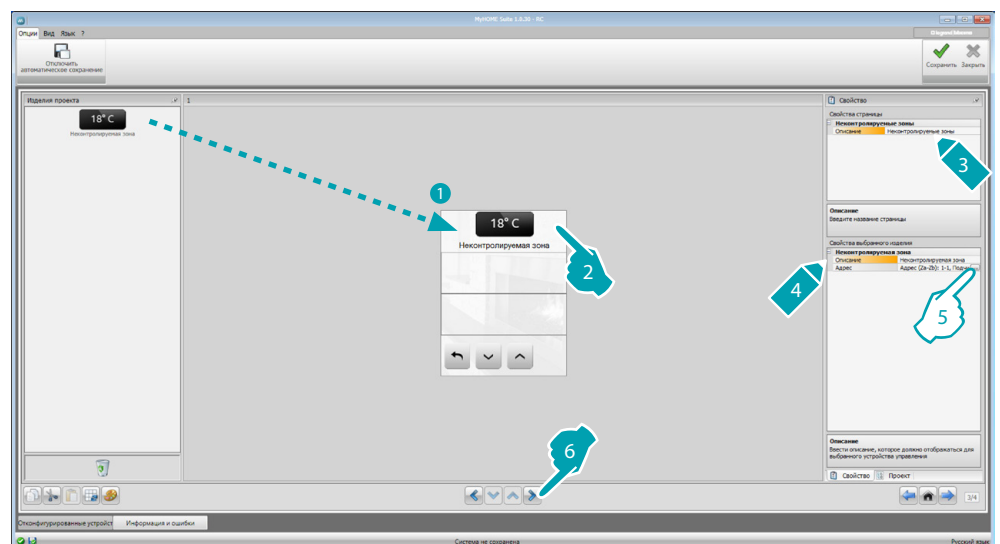 MyHOME Suite 1.0.30 - RC
Опции Вид Язык ?
Отключить
автоматическое сохранение
Сохранить Закрыть
Изделия проекта
18° C
Неконтролируемая зона
1
1
18° C
Неконтролируемая зона
2
Свойство
Свойства страницы
Неконтролируемые зоны
Описание Неконтролируемые зоны
3
Описание
Введите название страницы
Свойства выбранного изделия
Неконтролируемая зона
Описание Неконтролируемая зона
Адрес Адрес (Za-Zb): 1-1,
4
5
Описание
Ввести описание, которое должно отображаться для
выбранного устройства управления
Свойство Проект
6
3/4
Отконфигурированные устройст Информация и ошибки
Система не сохранена
Русский язык